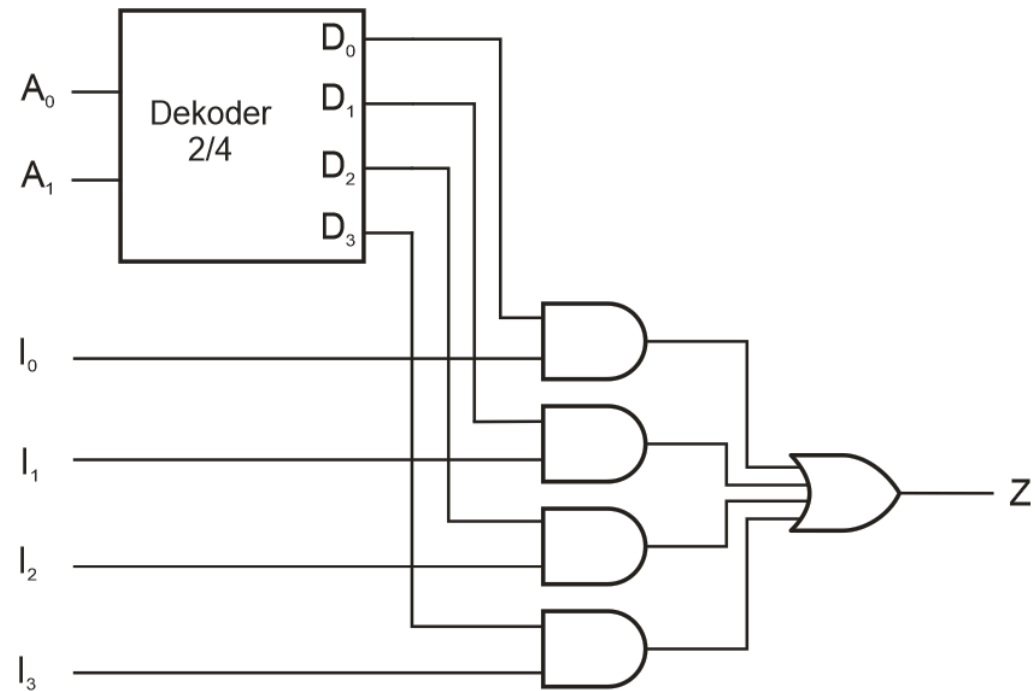 D₀
A₀
D₁
Dekoder
2/4
D₂
A₁
D₃
I₀
I₁
Z
I₂
I₃